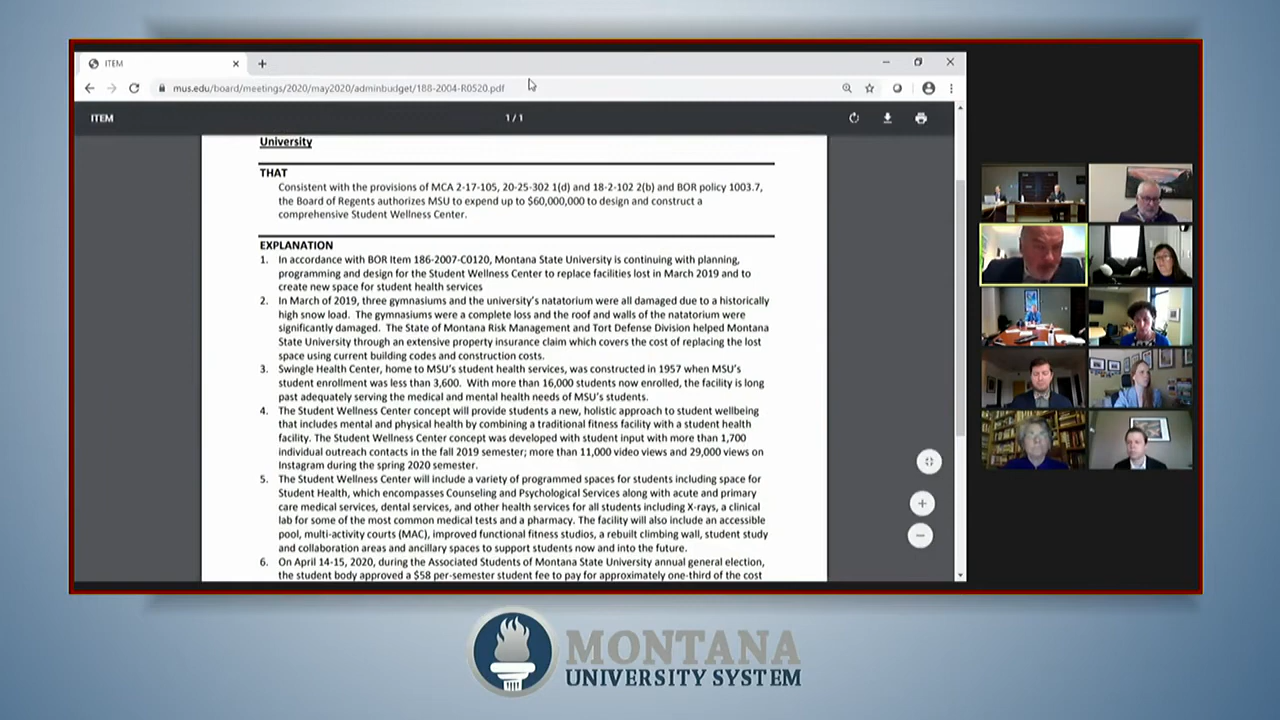 ITEM
mus.edu/board/meetings/2020/may2020/adminbudget/188-2004-R0520.pdf
ITEM
1 / 1
University
THAT
Consistent with the provisions of MCA 2-17-105, 20-25-302 1(d) and 18-2-102 2(b) and BOR policy 1003.7,
the Board of Regents authorizes MSU to expend up to $60,000,000 to design and construct a
comprehensive Student Wellness Center.
EXPLANATION
1. In accordance with BOR Item 186-2007-C0120, Montana State University is continuing with planning,
programming and design for the Student Wellness Center to replace facilities lost in March 2019 and to
create new space for student health services
2. In March of 2019, three gymnasiums and the university's natatorium were all damaged due to a historically
high snow load. The gymnasiums were a complete loss and the roof and walls of the natatorium were
significantly damaged. The State of Montana Risk Management and Tort Defense Division helped Montana
State University through an extensive property insurance claim which covers the cost of replacing the lost
space using current building codes and construction costs.
3. Swingle Health Center, home to MSU's student health services, was constructed in 1957 when MSU's
student enrollment was less than 3,600. With more than 16,000 students now enrolled, the facility is long
past adequately serving the medical and mental health needs of MSU's students.
4. The Student Wellness Center concept will provide students a new, holistic approach to student wellbeing
that includes mental and physical health by combining a traditional fitness facility with a student health
facility. The Student Wellness Center concept was developed with student input with more than 1,700
individual outreach contacts in the fall 2019 semester; more than 11,000 video views and 29,000 views on
Instagram during the spring 2020 semester.
5. The Student Wellness Center will include a variety of programmed spaces for students including space for
Student Health, which encompasses Counseling and Psychological Services along with acute and primary
care medical services, dental services, and other health services for all students including X-rays, a clinical
lab for some of the most common medical tests and a pharmacy. The facility will also include an accessible
pool, multi-activity courts (MAC), improved functional fitness studios, a rebuilt climbing wall, student study
and collaboration areas and ancillary spaces to support students now and into the future.
6. On April 14-15, 2020, during the Associated Students of Montana State University annual general election,
the student body approved a $58 per-semester student fee to pay for approximately one-third of the cost
MONTANA
UNIVERSITY SYSTEM